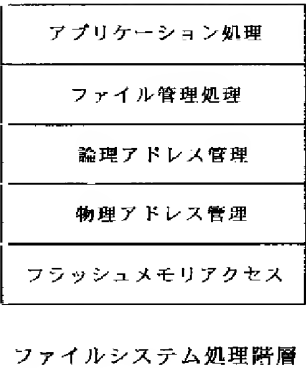 アプリケーション処理
ファイル管理処理
論理アドレス管理
物理アドレス管理
フラッシュメモリアクセス
ファイルシステム処理階層